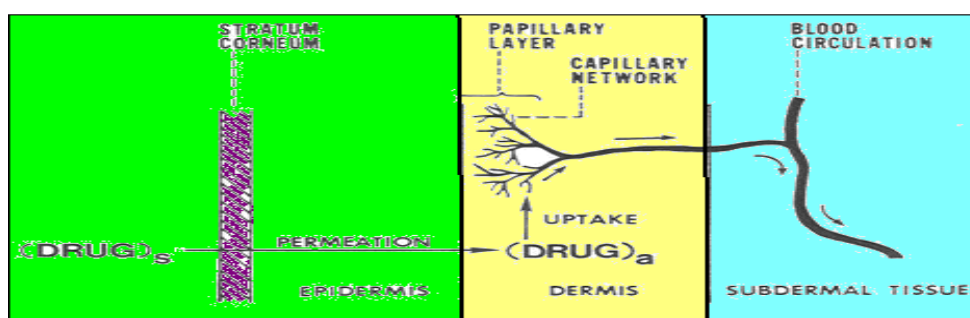 STRATUM
CORNEUM
PAPILLARY
LAYER
CAPILLARY
NETWORK
BLOOD
CIRCULATION
UPTAKE
(DRUG)s
PERMEATION
(DRUG)a
EPIDERMIS
DERMIS
SUBDERMAL TISSUE